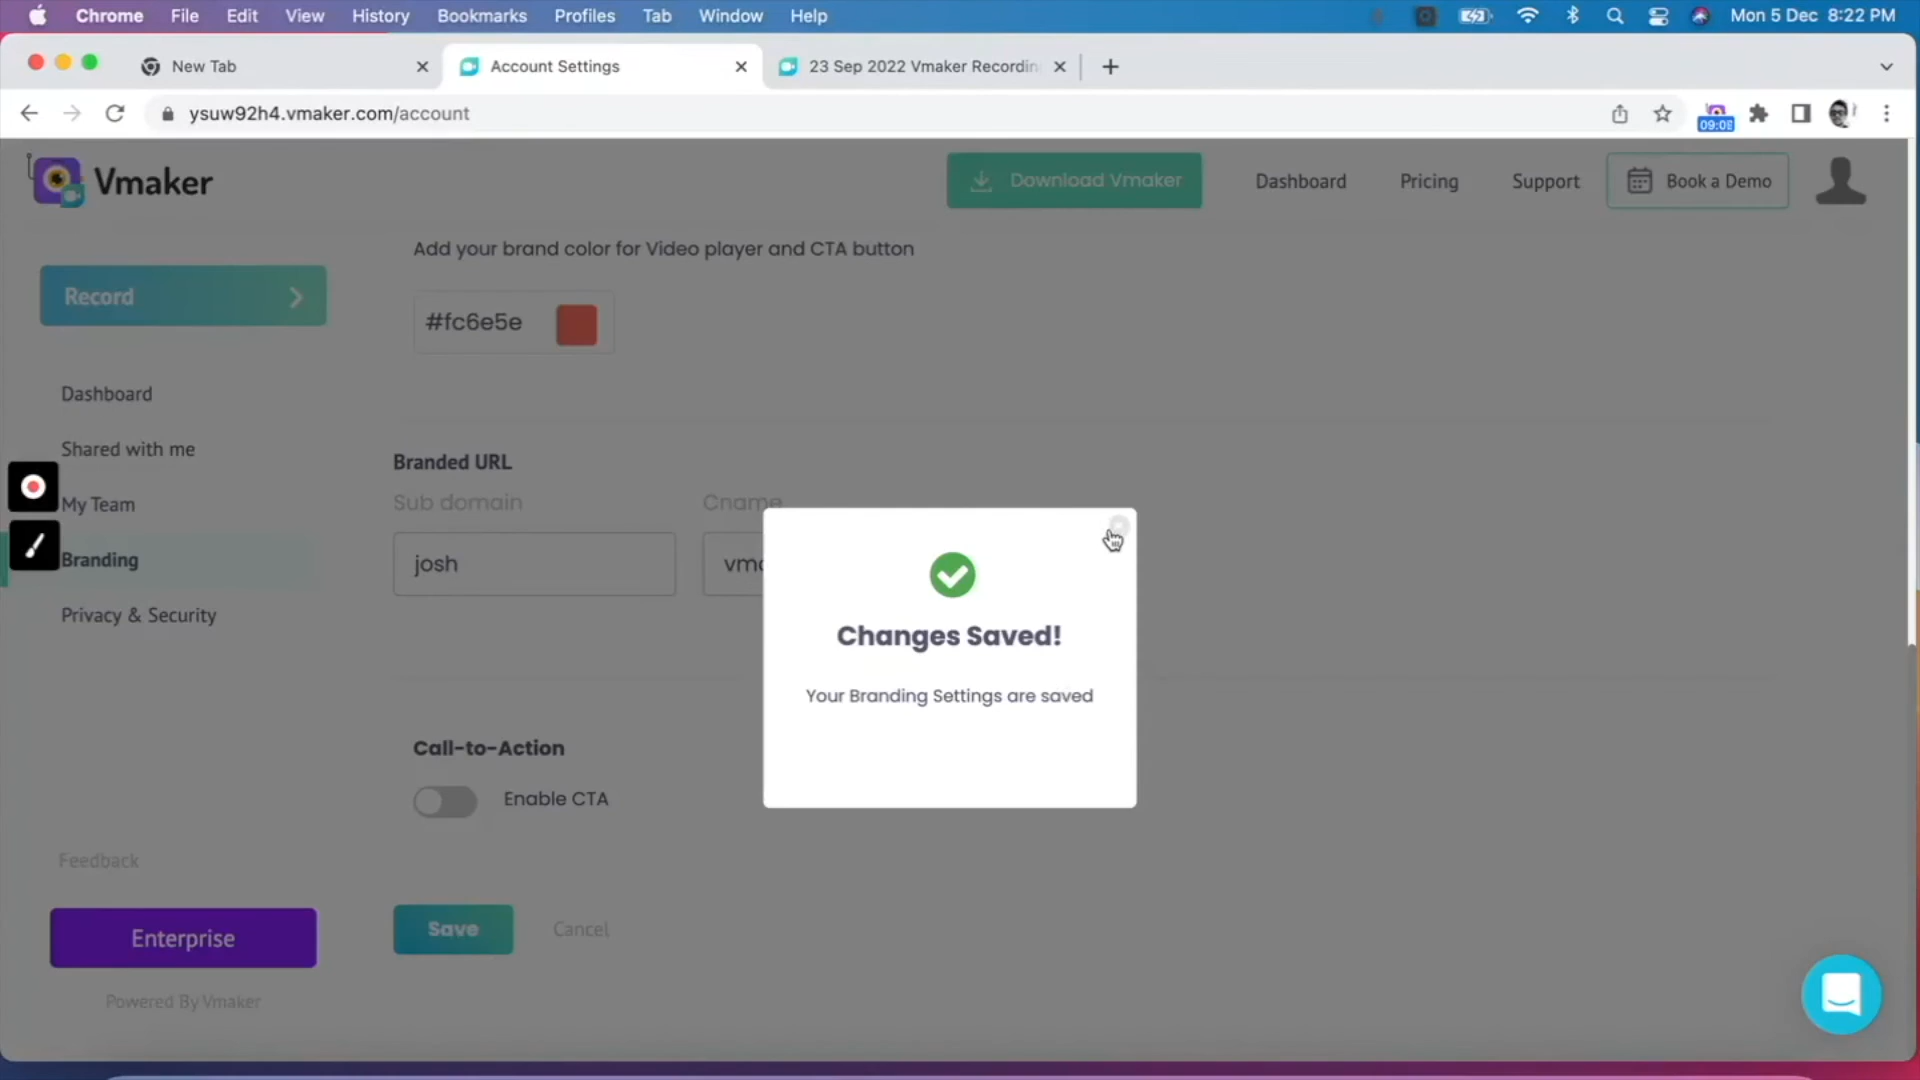 Chrome File Edit View History Bookmarks Profiles Tab Window Help Mon 5 Dec 8:22 PM
New Tab Account Settings 23 Sep 2022 Vmaker Recordin
ysuw92h4.vmaker.com/account
Vmaker Download Vmaker Dashboard Pricing Support Book a Demo
Add your brand color for Video player and CTA button
Record
#fc6e5e
Dashboard
Shared with me
Branded URL
Sub domain Cname
My Team
Branding
josh
Changes Saved!
Privacy & Security
Your Branding Settings are saved
Call-to-Action
Enable CTA
Feedback
Enterprise
Save Cancel
Powered By Vmaker